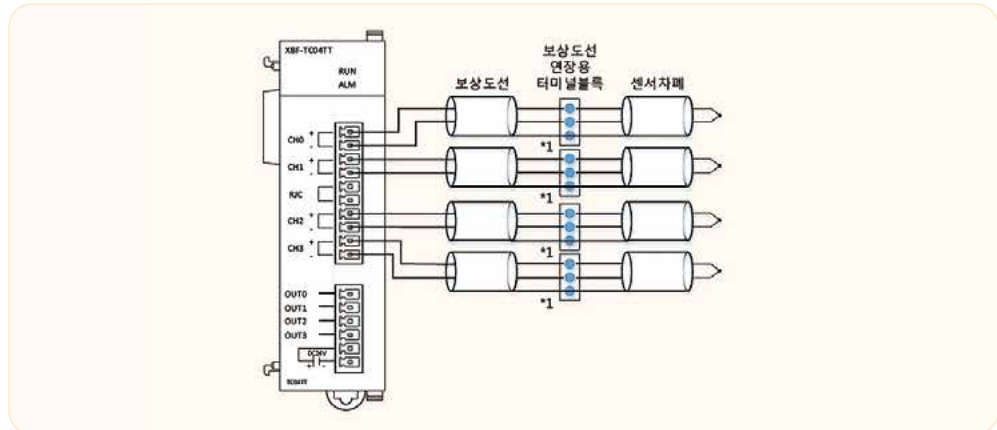 XBF-TC04TT
RUN
ALM
보상도선
보상도선
연장용
터미널블록
센서차폐
CH0 + -
CH1 + -
RJC
CH2 + -
CH3 + -
*1
*1
*1
*1
OUT0
OUT1
OUT2
OUT3
DC24V
+ -
TC04TT